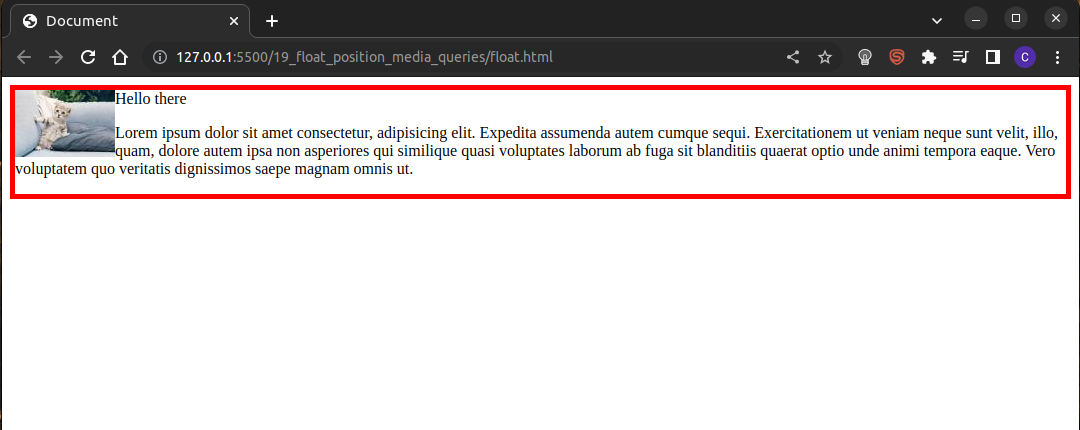 Document
127.0.0.1:5500/19_float_position_media_queries/float.html
C
Hello there
Lorem ipsum dolor sit amet consectetur, adipisicing elit. Expedita assumenda autem cumque sequi. Exercitationem ut veniam neque sunt velit, illo,
quam, dolore autem ipsa non asperiores qui similique quasi voluptates laborum ab fuga sit blanditiis quaerat optio unde animi tempora eaque. Vero
voluptatem quo veritatis dignissimos saepe magnam omnis ut.